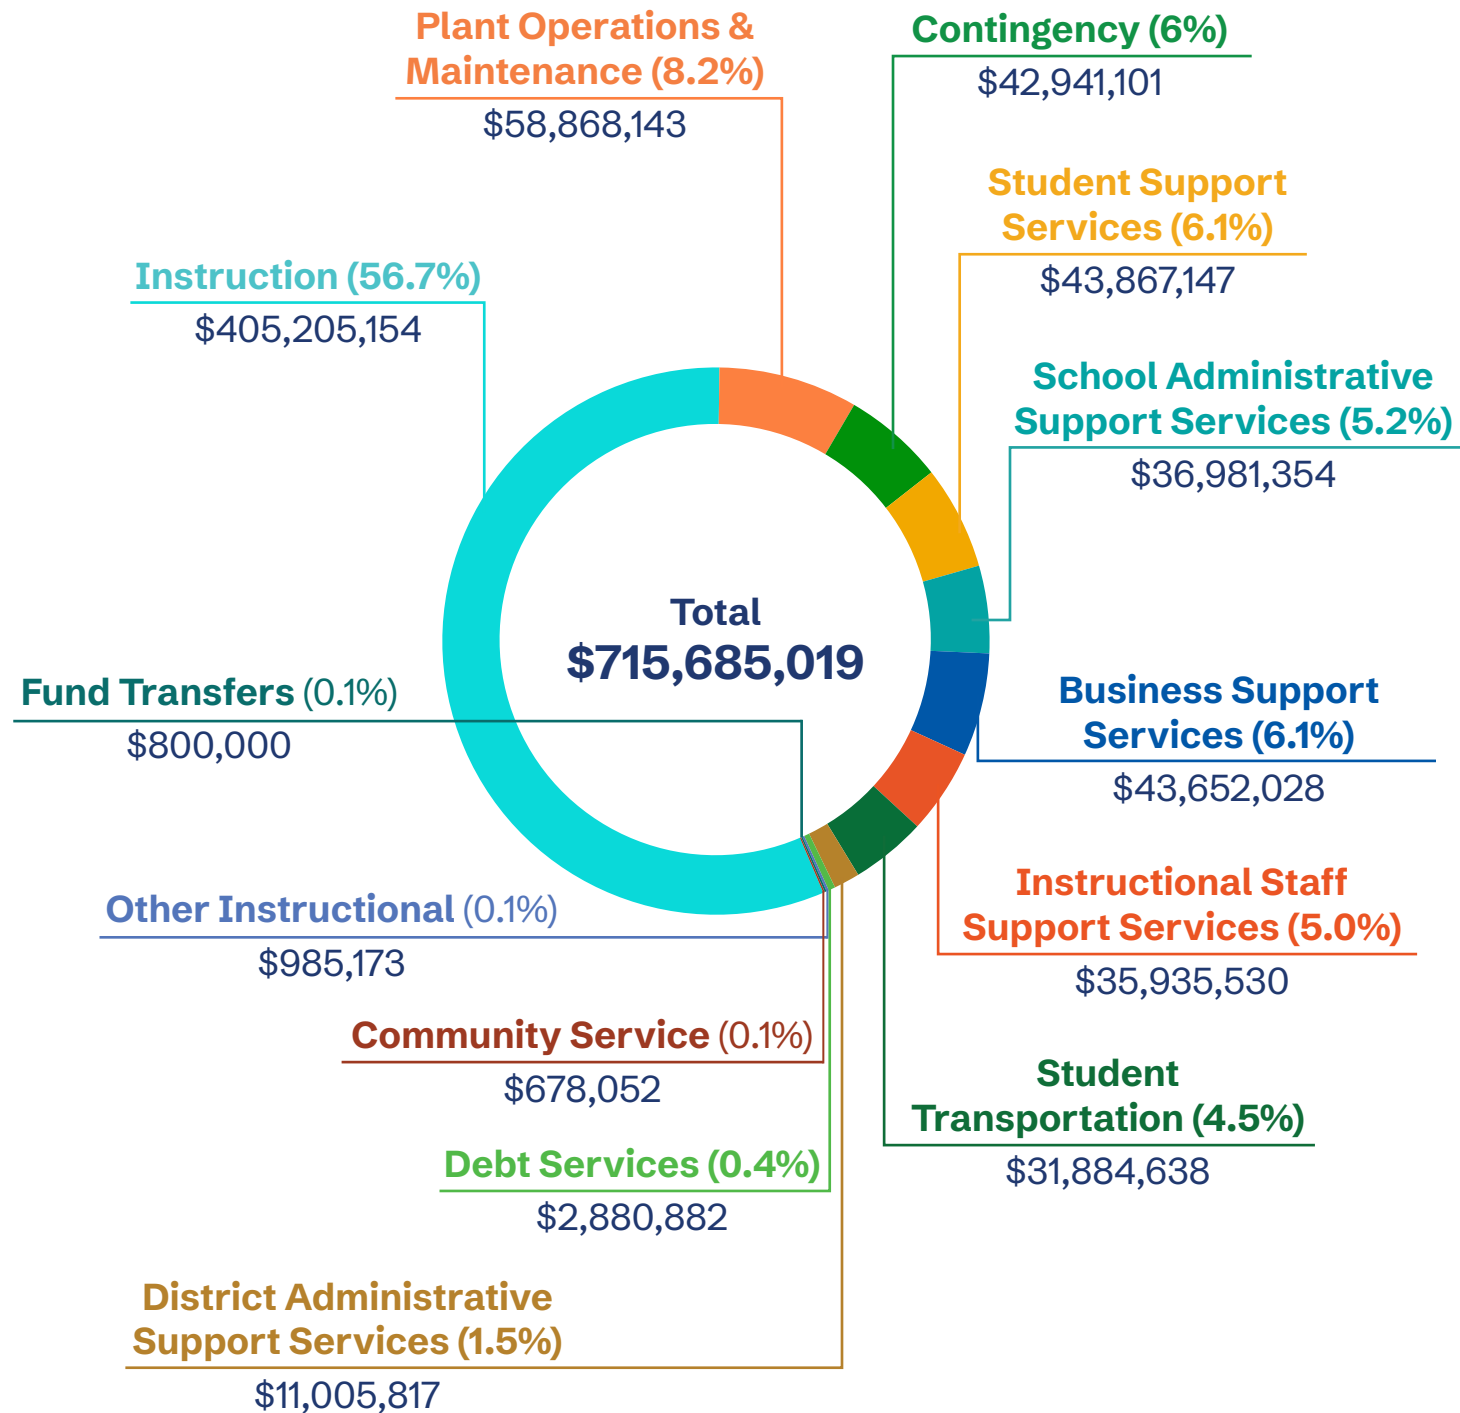 Plant Operations &
Maintenance (8.2%)
$58,868,143
Contingency (6%)
$42,941,101
Student Support
Services (6.1%)
$43,867,147
Instruction (56.7%)
$405,205,154
School Administrative
Support Services (5.2%)
$36,981,354
Total
$715,685,019
Fund Transfers (0.1%)
$800,000
Business Support
Services (6.1%)
$43,652,028
Other Instructional (0.1%)
$985,173
Instructional Staff
Support Services (5.0%)
$35,935,530
Community Service (0.1%)
$678,052
Student
Transportation (4.5%)
$31,884,638
Debt Services (0.4%)
$2,880,882
District Administrative
Support Services (1.5%)
$11,005,817